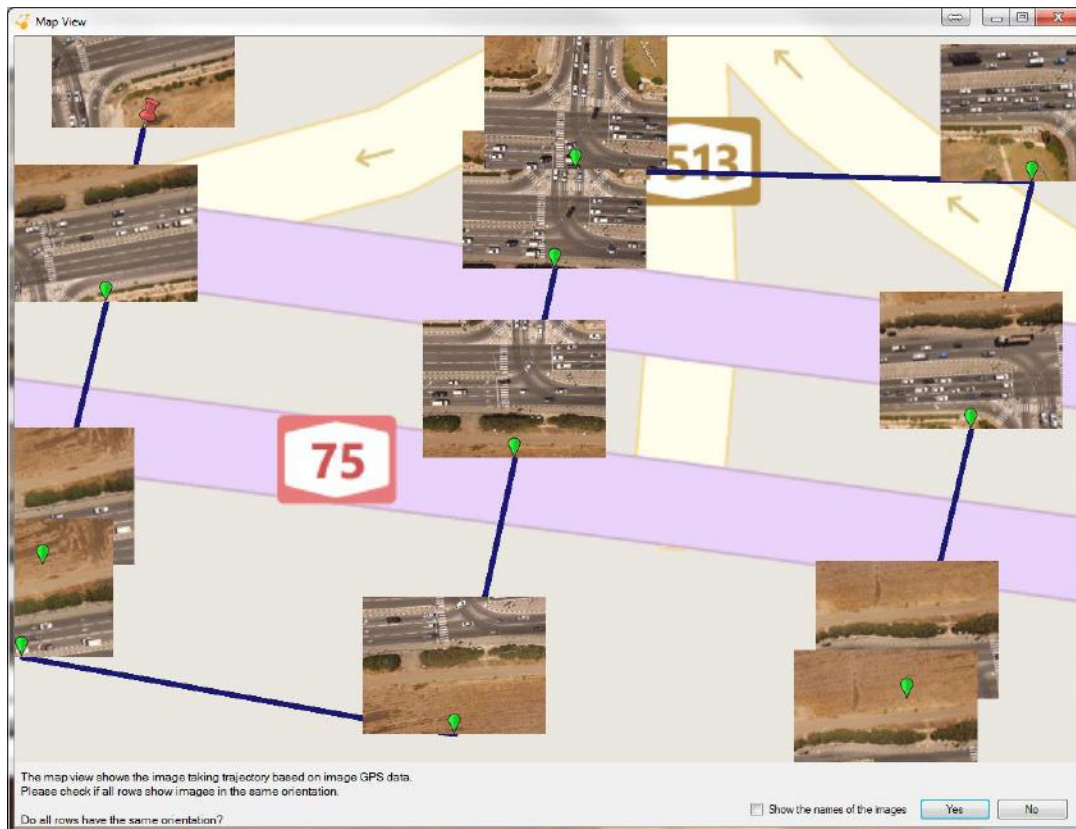 Map View
513
75
The map view shows the image taking trajectory based on image GPS data.
Please check if all rows show images in the same orientation.
Show the names of the images
Yes
No
Do all rows have the same orientation?